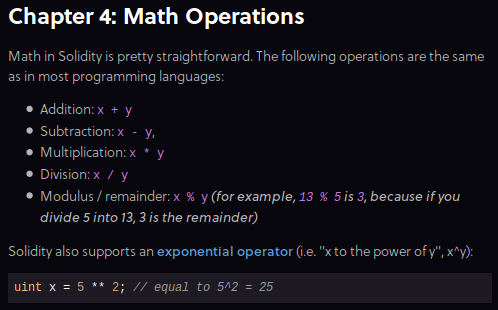 Chapter 4: Math Operations
Math in Solidity is pretty straightforward. The following operations are the same
as in most programming languages:
• Addition: x + y
• Subtraction: x - y,
• Multiplication: x * y
• Division: x / y
• Modulus / remainder: x % y (for example, 13 % 5 is 3, because if you
divide 5 into 13, 3 is the remainder)
Solidity also supports an exponential operator (i.e. "x to the power of y", x^y):
uint x = 5 ** 2; // equal to 5^2 = 25